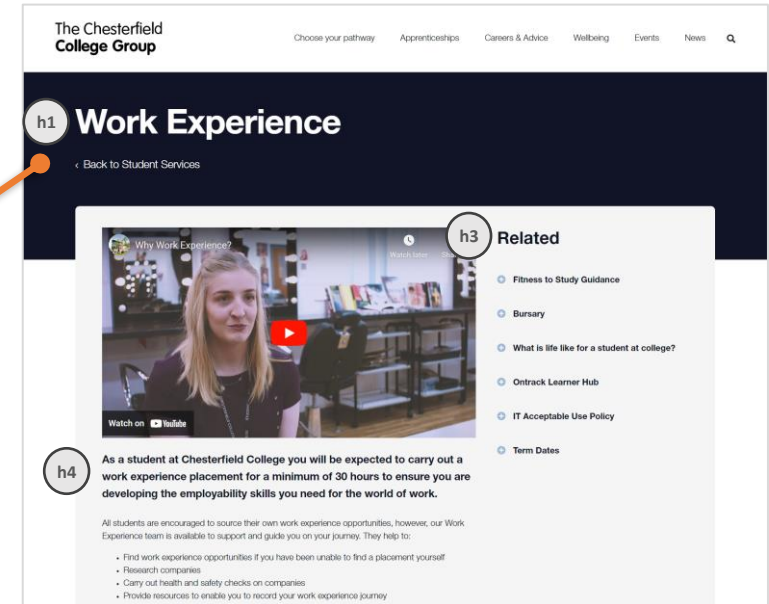 The Chesterfield
College Group
Choose your pathway Apprenticeships Careers & Advice Wellbeing Events News
h1
Work Experience
‹ Back to Student Services
Why Work Experience?
Watch later
h3
Related
Fitness to Study Guidance
Bursary
What is life like for a student at college?
Ontrack Learner Hub
IT Acceptable Use Policy
Term Dates
Watch on YouTube
h4
As a student at Chesterfield College you will be expected to carry out a
work experience placement for a minimum of 30 hours to ensure you are
developing the employability skills you need for the world of work.
All students are encouraged to source their own work experience opportunities, however, our Work
Experience team is available to support and guide you on your journey. They help to:
• Find work experience opportunities if you have been unable to find a placement yourself
• Research companies
• Carry out health and safety checks on companies
• Provide resources to enable you to record your work experience journey